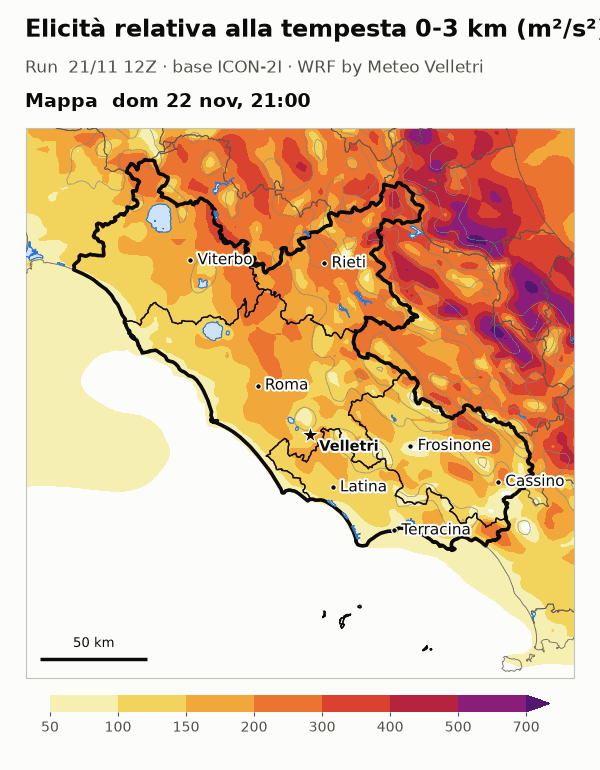 Elicità relativa alla tempesta 0-3 km (m²/s²)
Run 21/11 12Z · base ICON-2I · WRF by Meteo Velletri
Mappa dom 22 nov, 21:00
Viterbo
Rieti
Roma
Velletri
Frosinone
Latina
Cassino
Terracina
50 km
50 100 150 200 300 400 500 700